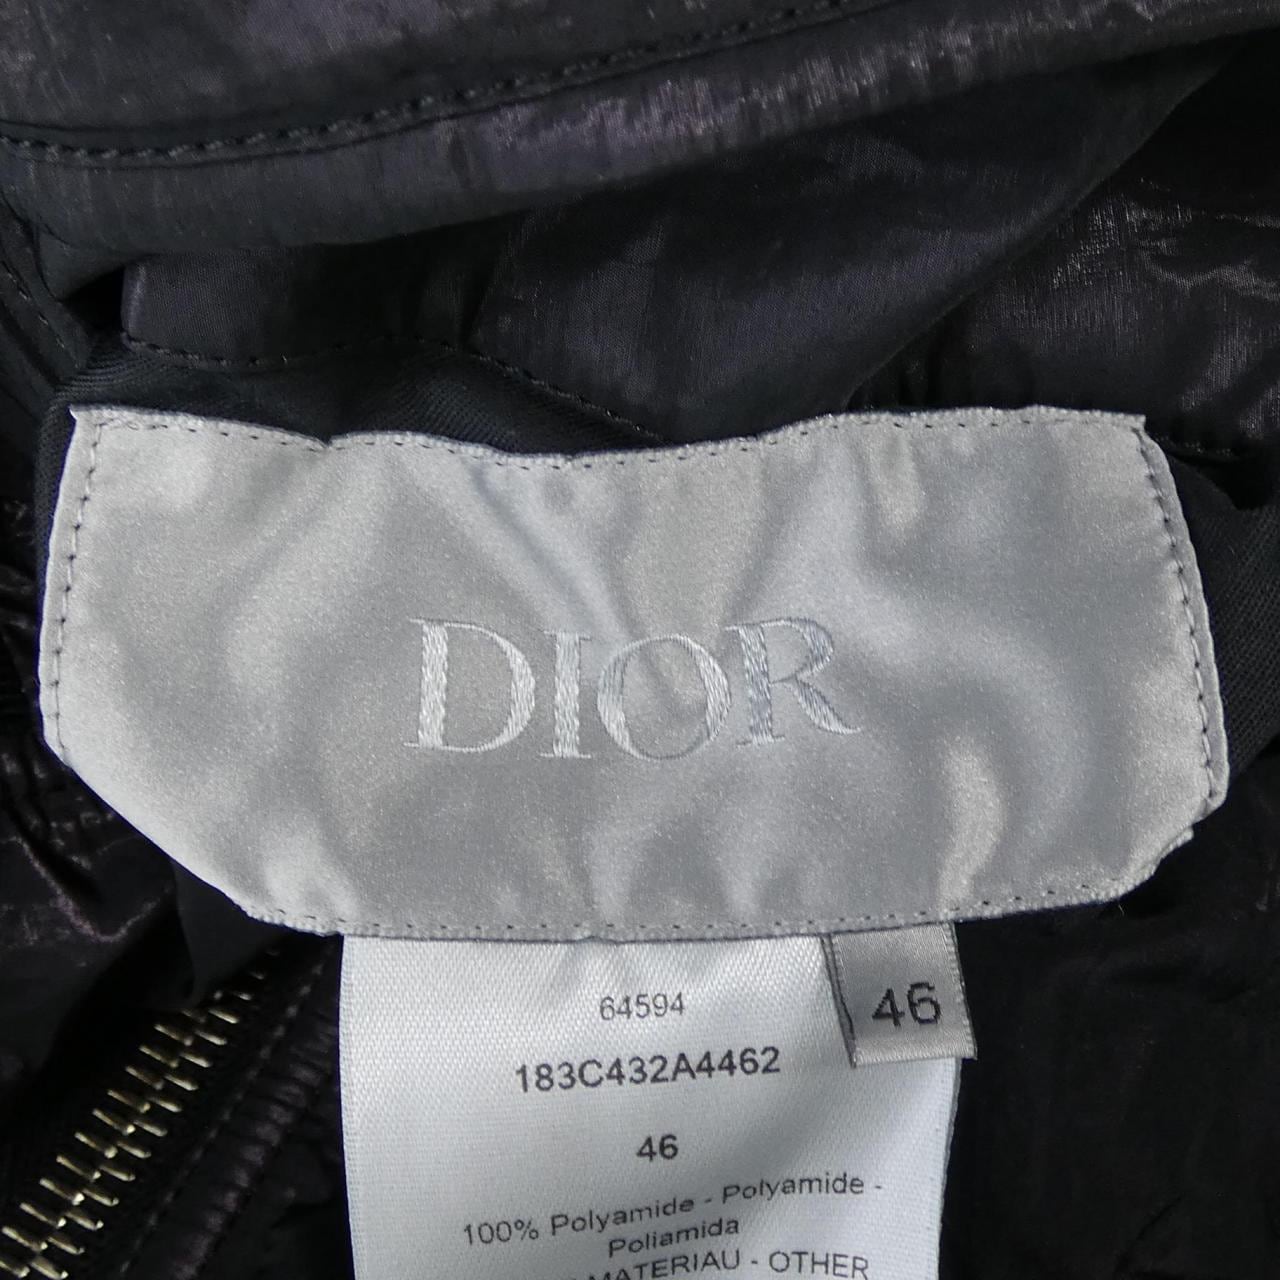 DIOR
46
64594
183C432A4462
46
100% Polyamide - Polyamide -
Poliamida
MATERIAU - OTHER